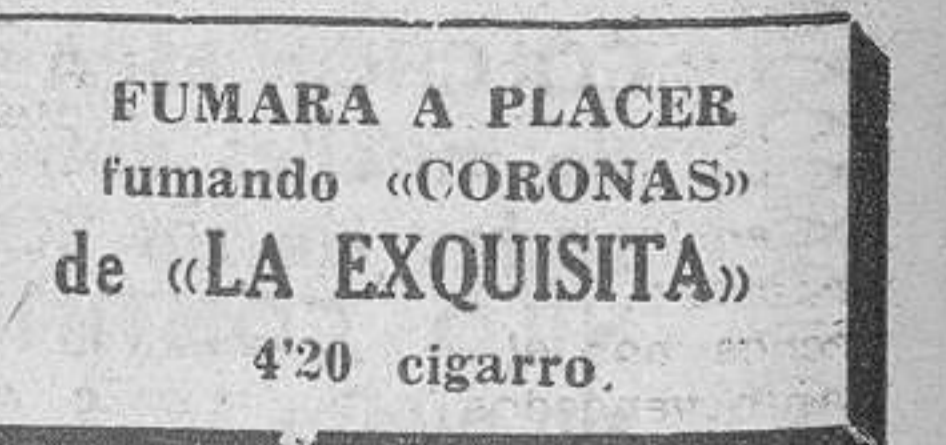 FUMARA A PLACER
fumando «CORONAS»
de «LA EXQUISITA»
4'20 cigarro.